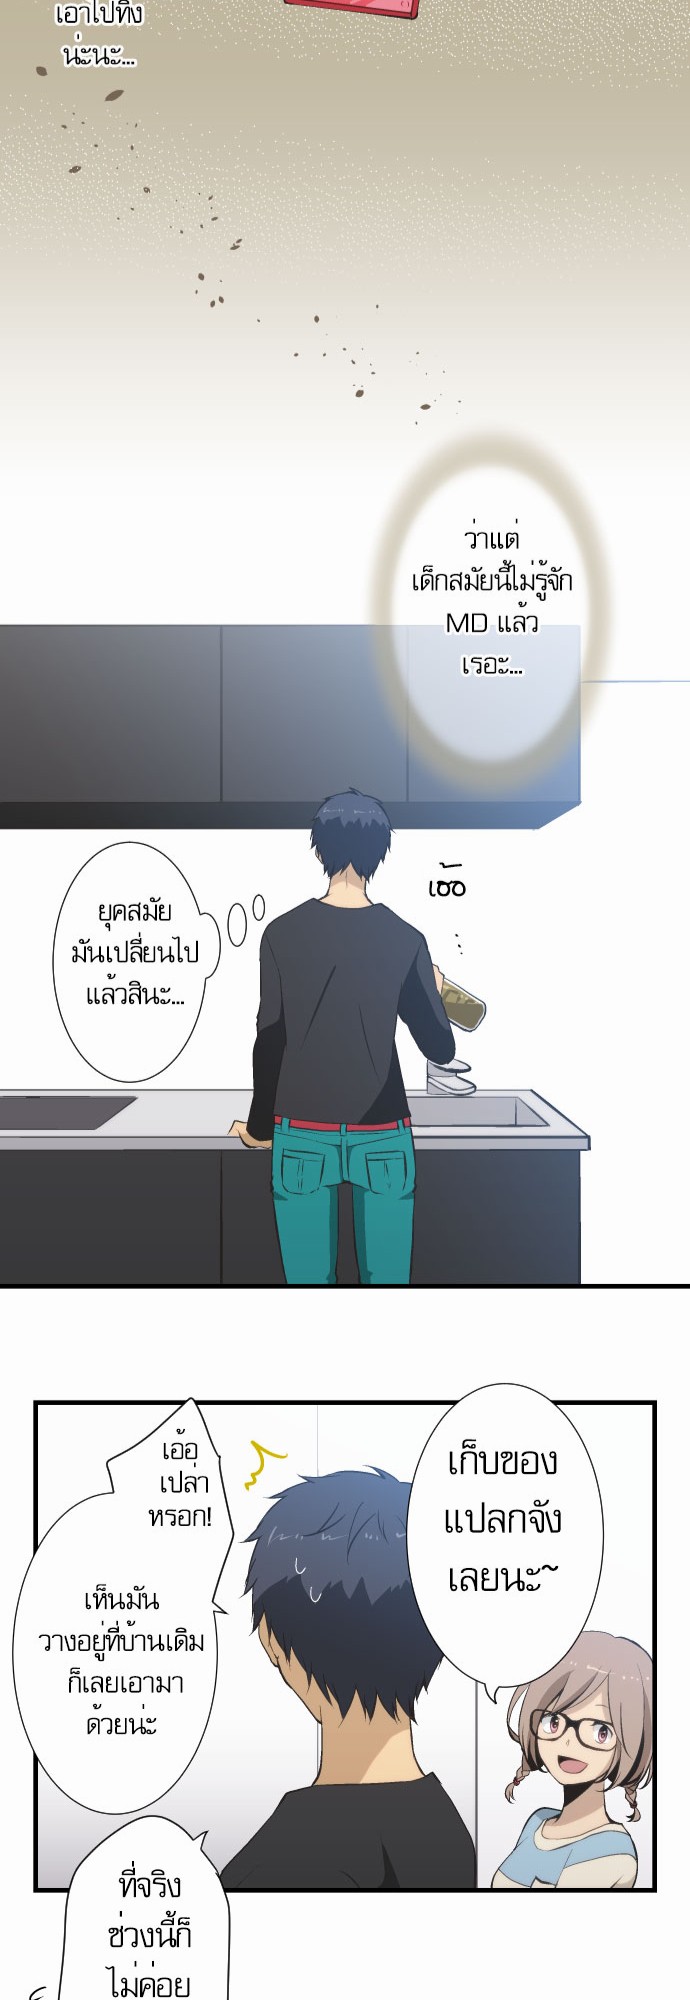 เอาไปทิ้ง
น่ะนะ...
ว่าแต่
เด็กสมัยนี้ไม่รู้จัก
MD แล้ว
เรอะ...
เฮ้อ
ยุคสมัย
มันเปลี่ยนไป
แล้วสินะ...
เก็บของ
แปลกจัง
เลยนะ~
เอ้อ
เปล่า
หรอก!
เห็นมัน
วางอยู่ที่บ้านเดิม
ก็เลยเอามา
ด้วยน่ะ
ที่จริง
ช่วงนี้ก็
ไม่ค่อย